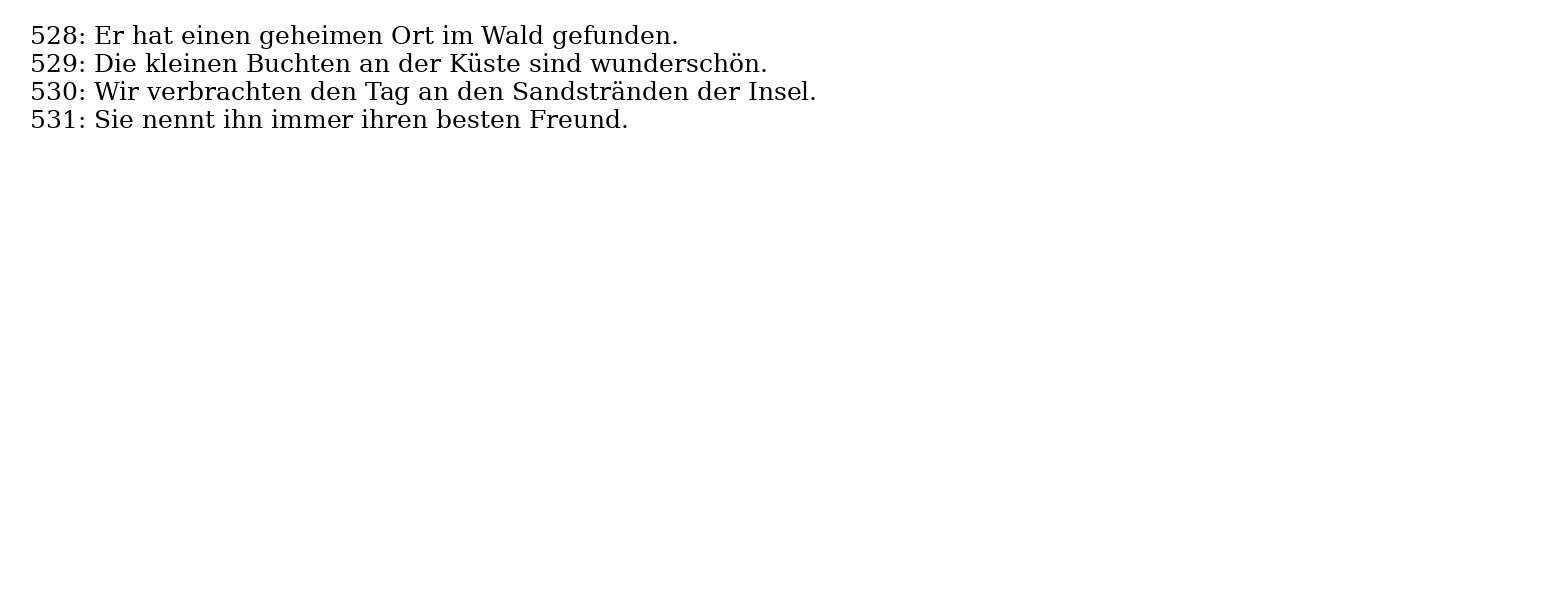 528: Er hat einen geheimen Ort im Wald gefunden.
529: Die kleinen Buchten an der Küste sind wunderschön.
530: Wir verbrachten den Tag an den Sandstränden der Insel.
531: Sie nennt ihn immer ihren besten Freund.